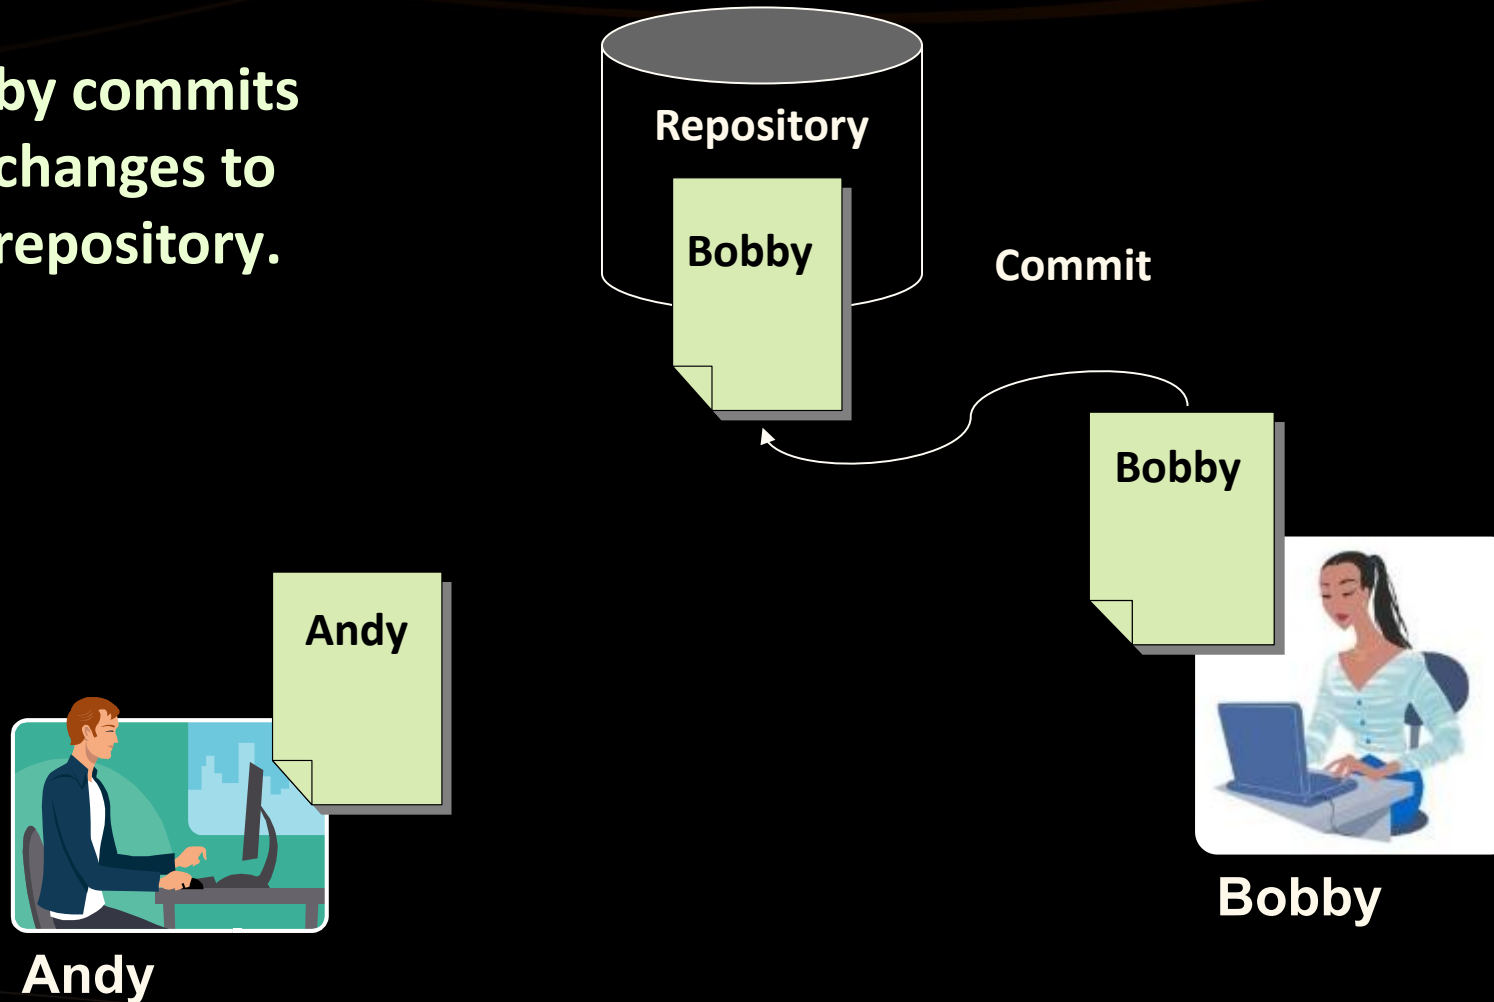 by commits
changes to
repository.
Repository
Bobby
Commit
Bobby
Andy
Bobby
Andy